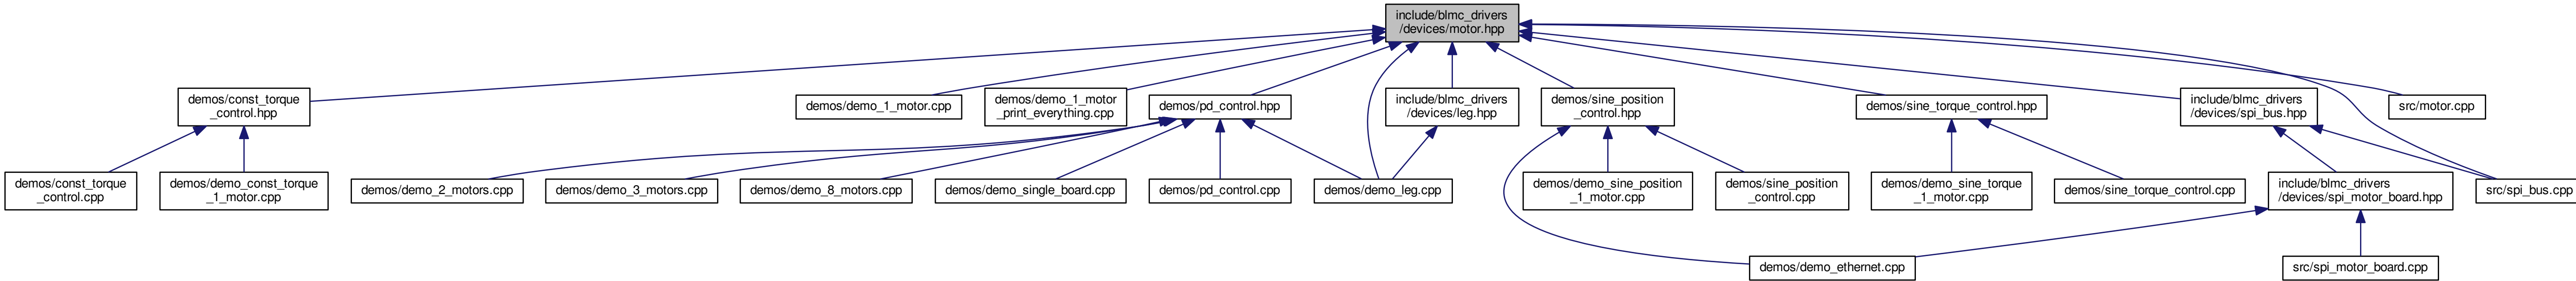 include/blmc_drivers
/devices/motor.hpp
demos/const_torque
_control.hpp
demos/demo_1_motor.cpp
demos/demo_1_motor
_print_everything.cpp
demos/pd_control.hpp
include/blmc_drivers
/devices/leg.hpp
demos/sine_position
_control.hpp
demos/sine_torque_control.hpp
include/blmc_drivers
/devices/spi_bus.hpp
src/motor.cpp
demos/const_torque
_control.cpp
demos/demo_const_torque
_1_motor.cpp
demos/demo_2_motors.cpp
demos/demo_3_motors.cpp
demos/demo_8_motors.cpp
demos/demo_single_board.cpp
demos/pd_control.cpp
demos/demo_leg.cpp
demos/demo_sine_position
_1_motor.cpp
demos/sine_position
_control.cpp
demos/demo_sine_torque
_1_motor.cpp
demos/sine_torque_control.cpp
include/blmc_drivers
/devices/spi_motor_board.hpp
src/spi_bus.cpp
demos/demo_ethernet.cpp
src/spi_motor_board.cpp